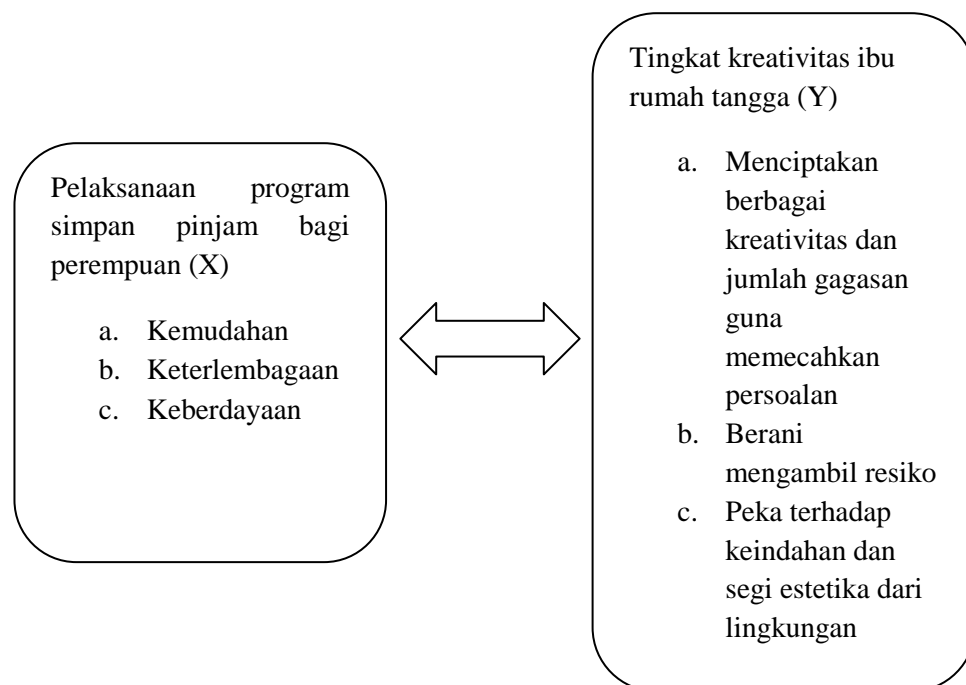 Pelaksanaan program
simpan pinjam bagi
perempuan (X)
a. Kemudahan
b. Keterlembagaan
c. Keberdayaan
Tingkat kreativitas ibu
rumah tangga (Y)
a. Menciptakan
berbagai
kreativitas dan
jumlah gagasan
guna
memecahkan
persoalan
b. Berani
mengambil resiko
c. Peka terhadap
keindahan dan
segi estetika dari
lingkungan